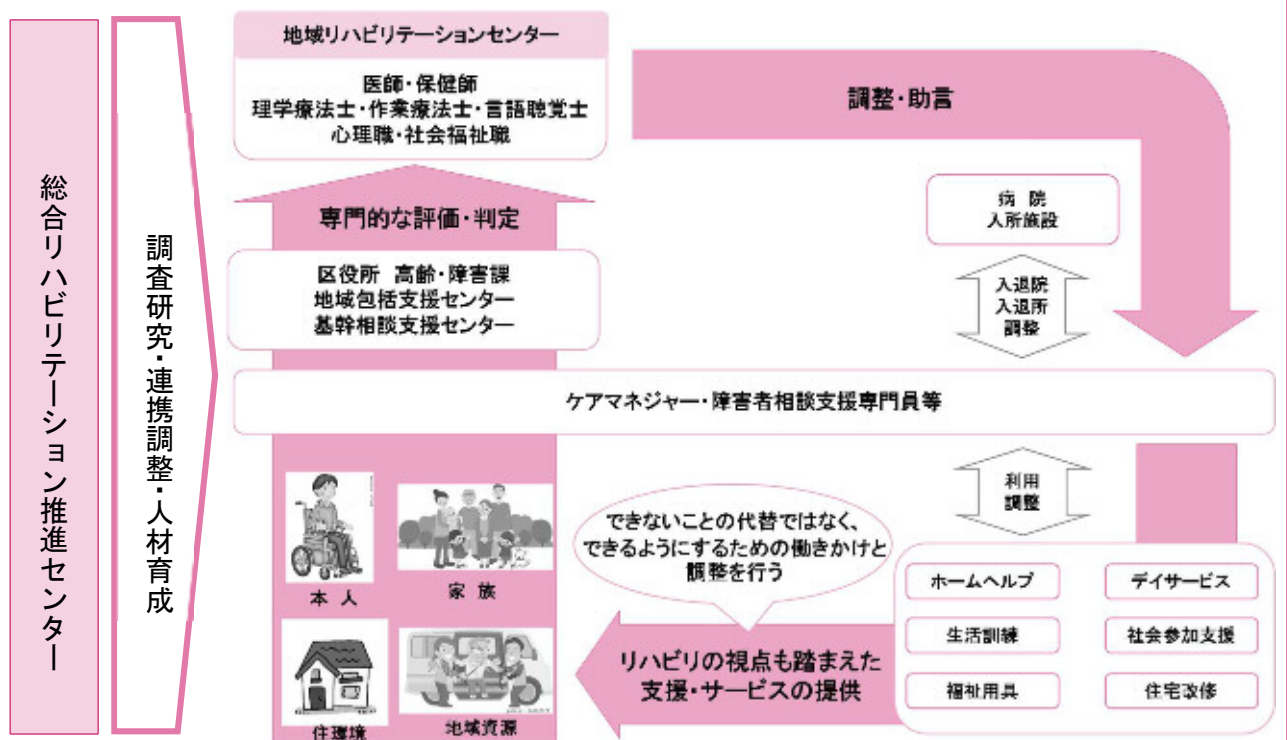 総合リハビリテーション推進センター
調査研究・連携調整・人材育成
地域リハビリテーションセンター
医師・保健師
理学療法士・作業療法士・言語聴覚士
心理職・社会福祉職
調整・助言
専門的な評価・判定
区役所 高齢・障害課
地域包括支援センター
基幹相談支援センター
病 院
入所施設
入退院
入退所
調整
ケアマネジャー・障害者相談支援専門員等
利用
調整
本 人
家 族
住環境
地域資源
できないことの代替ではなく、
できるようにするための働きかけと
調整を行う
リハビリの視点も踏まえた
支援・サービスの提供
ホームヘルプ
デイサービス
生活訓練
社会参加支援
福祉用具
住宅改修